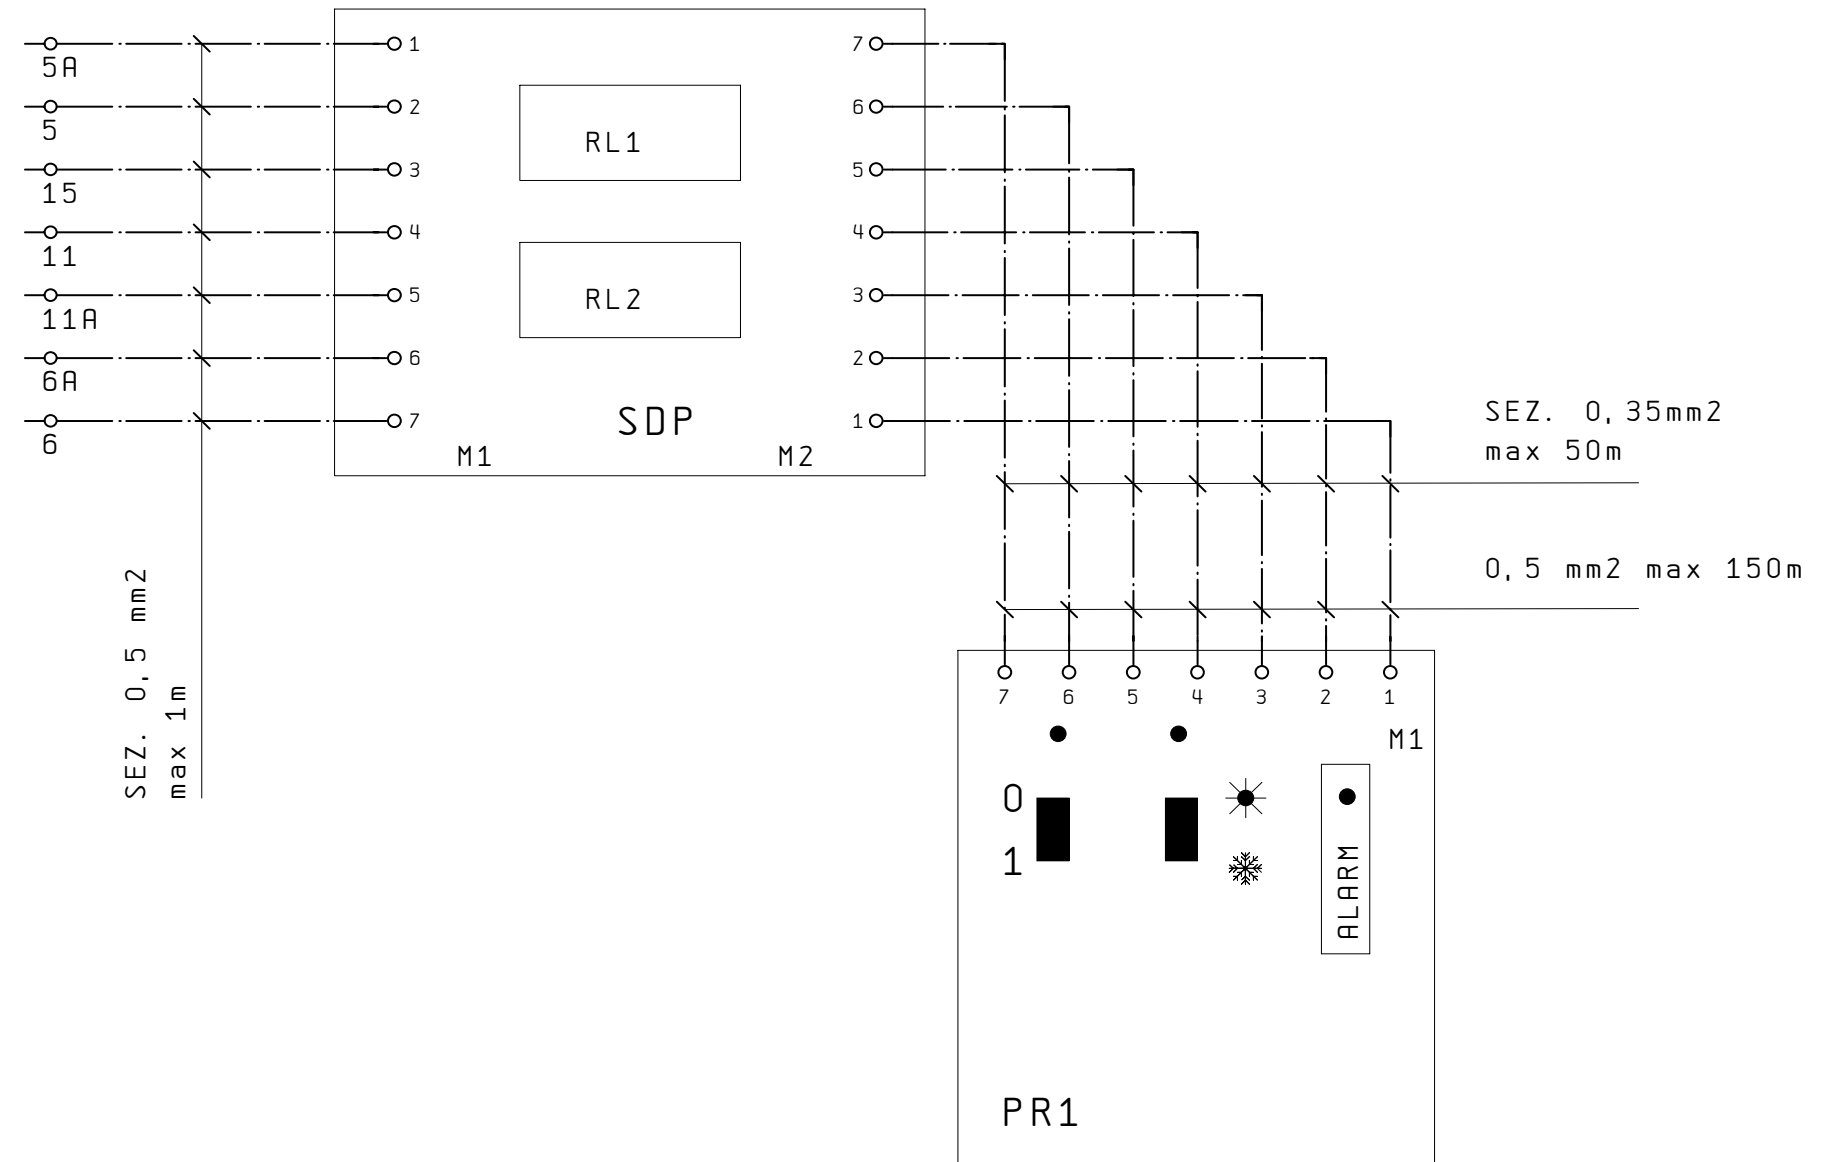 5A
5
15
11
11A
6A
6
1
2
3
4
5
6
7
RL1
RL2
SDP
M1
M2
7
6
5
4
3
2
1
SEZ. 0,5 mm2
max 1m
SEZ. 0,35mm2
max 50m
0,5 mm2 max 150m
7 6 5 4 3 2 1
M1
0
1
ALARM
PR1